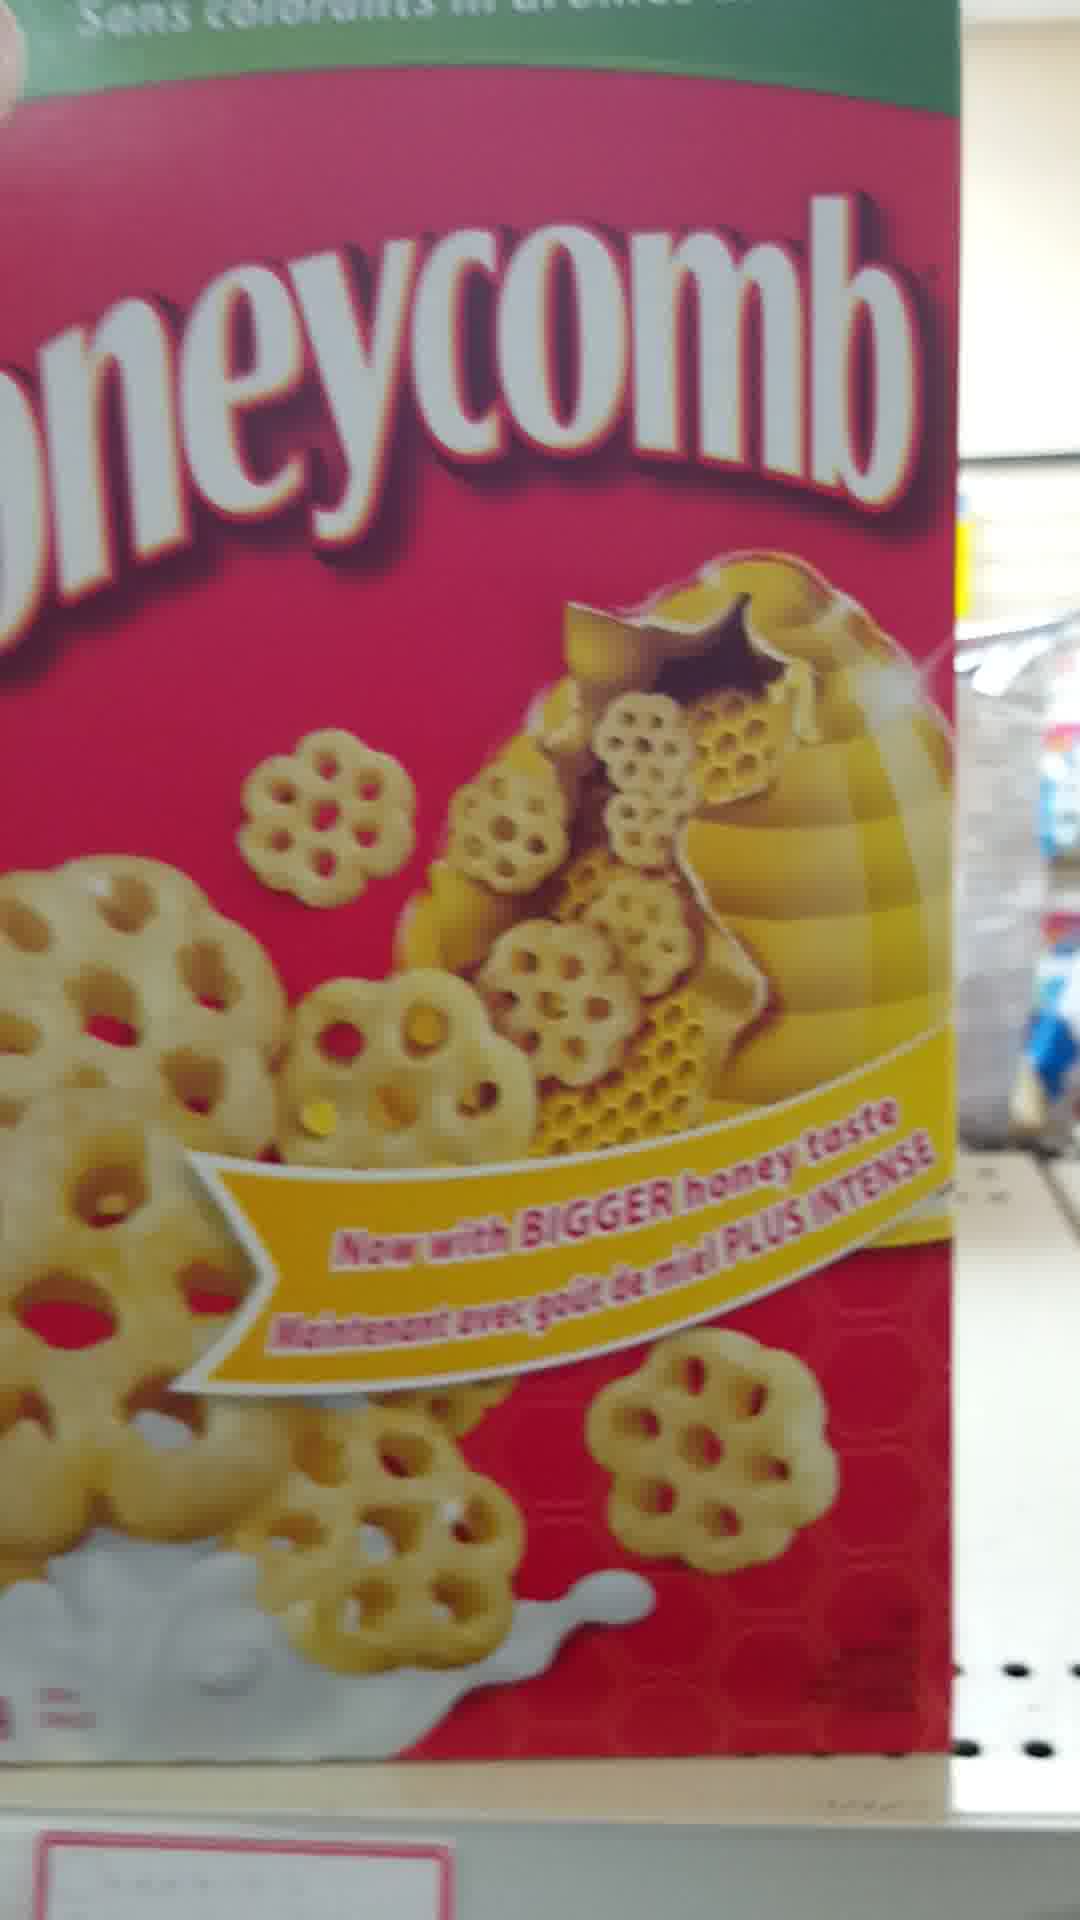 Sans colorants ni arômes
oneycomb
Now with BIGGER honey taste
Maintenant avec goût de miel PLUS INTENSE